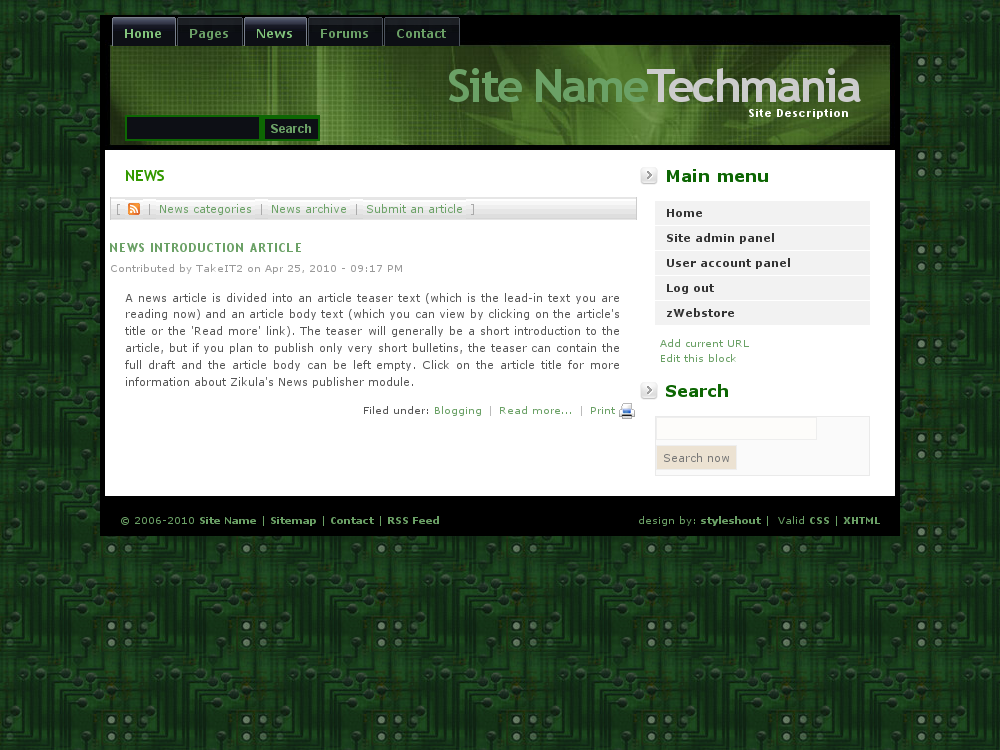 Home Pages News Forums Contact
Site NameTechmania
Site Description
Search
NEWS
[ | News categories | News archive | Submit an article ]
NEWS INTRODUCTION ARTICLE
Contributed by TakeIT2 on Apr 25, 2010 - 09:17 PM
A news article is divided into an article teaser text (which is the lead-in text you are
reading now) and an article body text (which you can view by clicking on the article's
title or the 'Read more' link). The teaser will generally be a short introduction to the
article, but if you plan to publish only very short bulletins, the teaser can contain the
full draft and the article body can be left empty. Click on the article title for more
information about Zikula's News publisher module.
Filed under: Blogging | Read more... | Print
Main menu
Home
Site admin panel
User account panel
Log out
zWebstore
Add current URL
Edit this block
Search
Search now
© 2006-2010 Site Name | Sitemap | Contact | RSS Feed
design by: styleshout | Valid CSS | XHTML